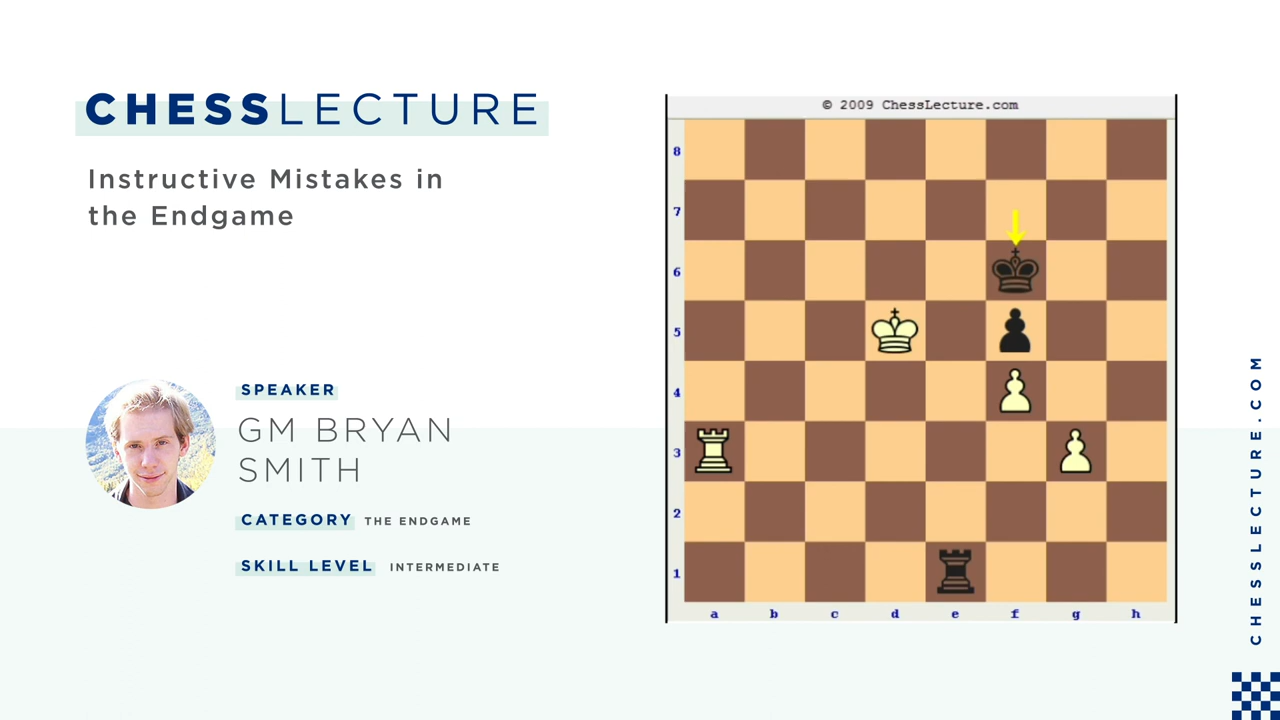 CHESSLECTURE
Instructive Mistakes in
the Endgame
SPEAKER
GM BRYAN
SMITH
CATEGORY THE ENDGAME
SKILL LEVEL INTERMEDIATE
© 2009 ChessLecture.com
8
7
6
5
4
3
2
1
a b c d e f g h
CHESSLECTURE.COM